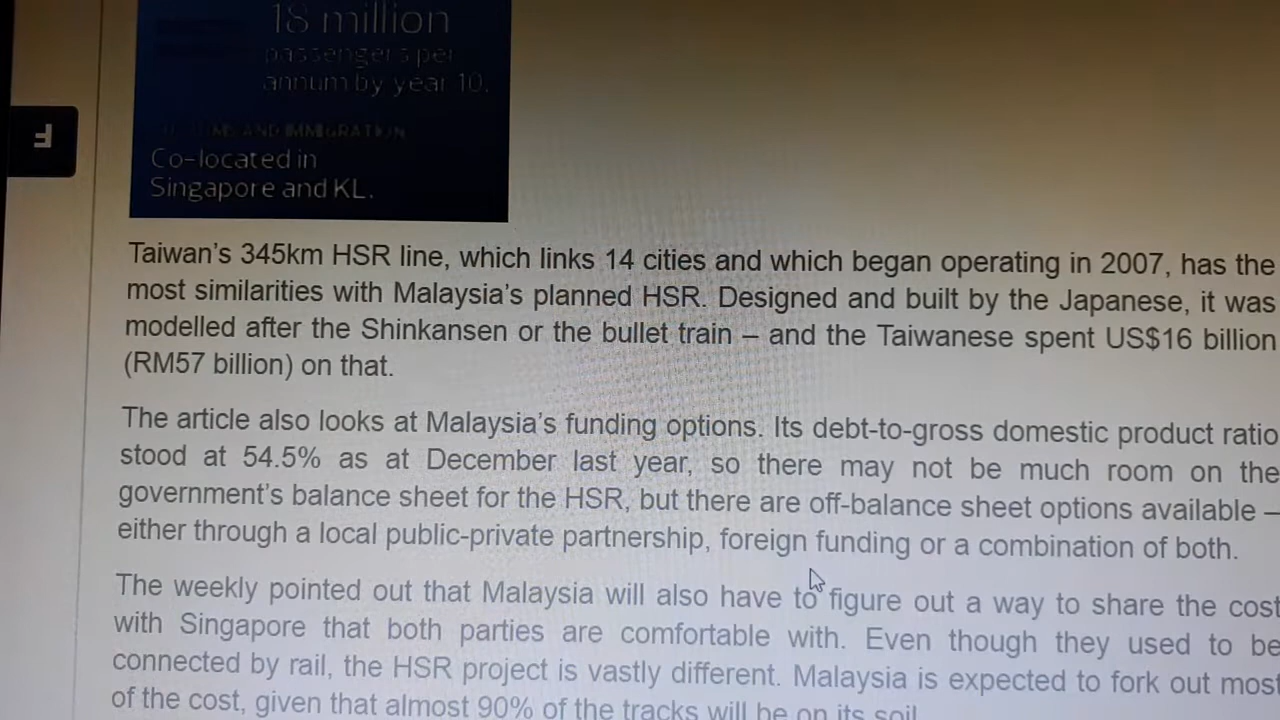 18 million
passengers per
annum by year 10.
AND IMMIGRATION
Co-located in
Singapore and KL.
Taiwan's 345km HSR line, which links 14 cities and which began operating in 2007, has the
most similarities with Malaysia's planned HSR. Designed and built by the Japanese, it was
modelled after the Shinkansen or the bullet train – and the Taiwanese spent US$16 billion
(RM57 billion) on that.
The article also looks at Malaysia's funding options. Its debt-to-gross domestic product ratio
stood at 54.5% as at December last year, so there may not be much room on the
government's balance sheet for the HSR, but there are off-balance sheet options available –
either through a local public-private partnership, foreign funding or a combination of both.
The weekly pointed out that Malaysia will also have to figure out a way to share the cost
with Singapore that both parties are comfortable with. Even though they used to be
connected by rail, the HSR project is vastly different. Malaysia is expected to fork out most
of the cost, given that almost 90% of the tracks will be on its soil.